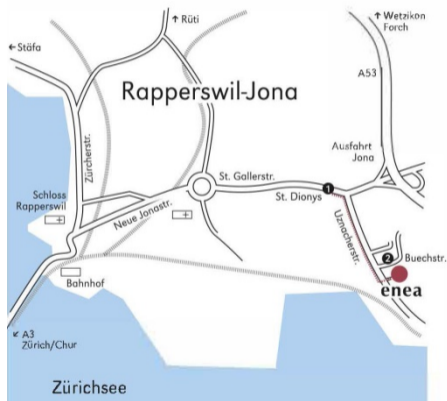 ↑ Rüti
↑ Wetzikon
Forch
← Stäfa
A53
Rapperswil-Jona
Zürcherstr.
Ausfahrt
Jona
St. Gallerstr.
1
St. Dionys
Schloss
Rapperswil
Neue Jonastr.
Uznacherstr.
2
Buechstr.
enea
Bahnhof
↙ A3
Zürich/Chur
Zürichsee